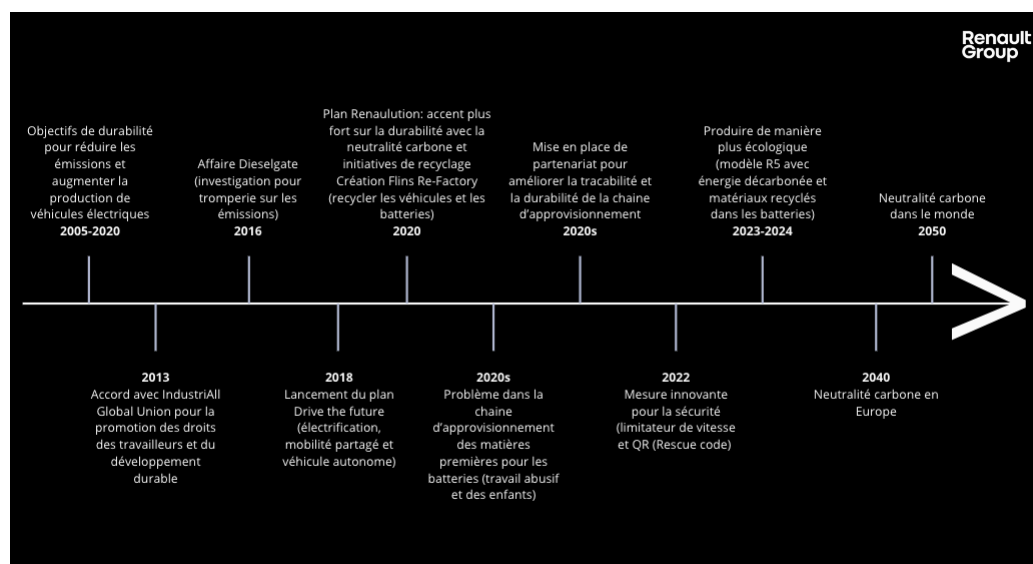 Renault
Group
Objectifs de durabilité
pour réduire les
émissions et
augmenter la
production de
véhicules électriques
2005-2020
Affaire Dieselgate
(investigation pour
tromperie sur les
émissions)
2016
Plan Renaulution: accent plus
fort sur la durabilité avec la
neutralité carbone et
initiatives de recyclage
Création Flins Re-Factory
(recycler les véhicules et les
batteries)
2020
Mise en place de
partenariat pour
améliorer la tracabilité et
la durabilité de la chaine
d'approvisionnement
2020s
Produire de manière
plus écologique
(modèle R5 avec
énergie décarbonée et
matériaux recyclés
dans les batteries)
2023-2024
Neutralité carbone
dans le monde
2050
2013
Accord avec IndustriAll
Global Union pour la
promotion des droits
des travailleurs et du
développement
durable
2018
Lancement du plan
Drive the future
(électrification,
mobilité partagé et
véhicule autonome)
2020s
Problème dans la
chaine
d'approvisionnement
des matières
premières pour les
batteries (travail abusif
et des enfants)
2022
Mesure innovante
pour la sécurité
(limitateur de vitesse
et QR (Rescue code)
2040
Neutralité carbone en
Europe